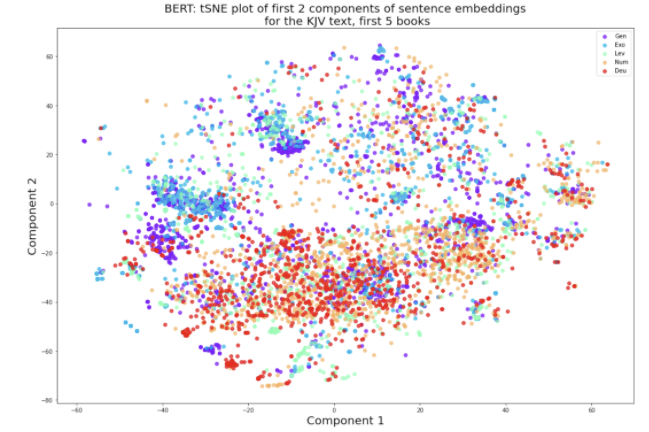 BERT: tSNE plot of first 2 components of sentence embeddings
for the KJV text, first 5 books
Gen
Exo
Lev
Num
Deu
Component 2
60
40
20
0
−20
−40
−60
−80
−60
−40
−20
0
20
40
60
Component 1